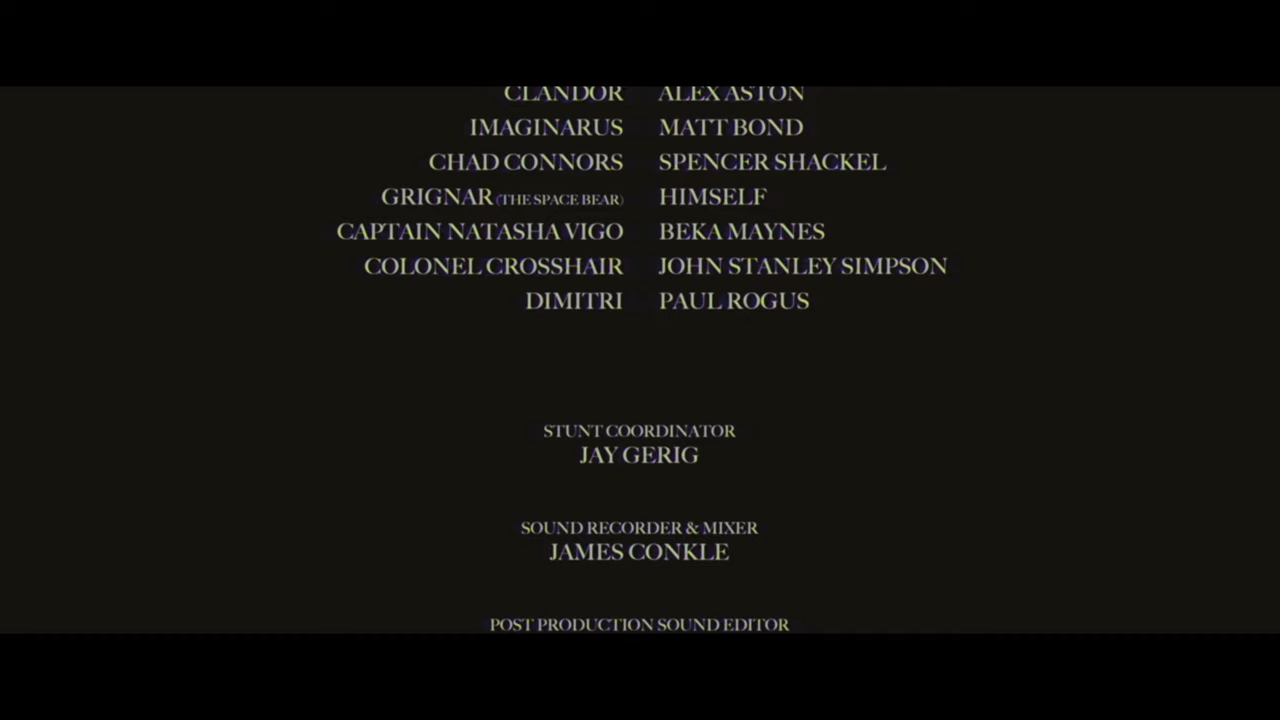 CLANDOR ALEX ASTON
IMAGINARUS MATT BOND
CHAD CONNORS SPENCER SHACKEL
GRIGNAR (THE SPACE BEAR) HIMSELF
CAPTAIN NATASHA VIGO BEKA MAYNES
COLONEL CROSSHAIR JOHN STANLEY SIMPSON
DIMITRI PAUL ROGUS
STUNT COORDINATOR
JAY GERIG
SOUND RECORDER & MIXER
JAMES CONKLE
POST PRODUCTION SOUND EDITOR